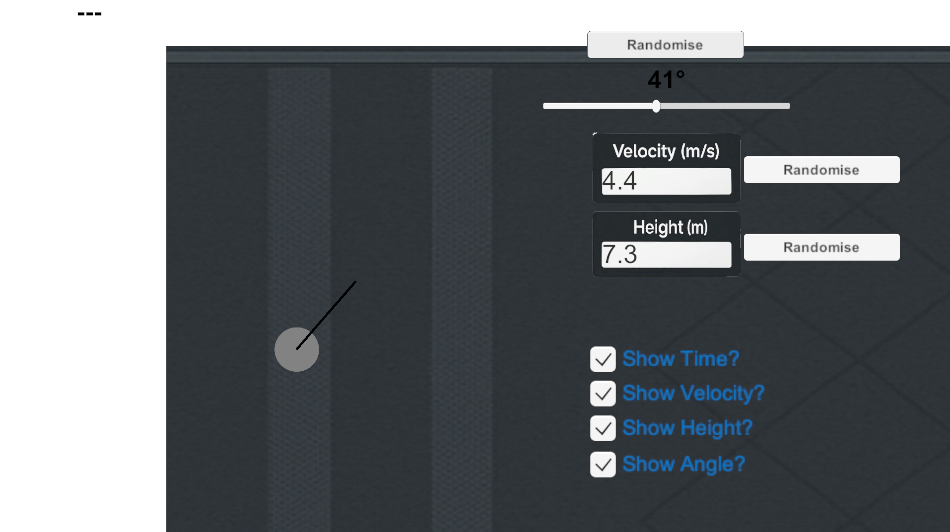 ---
Randomise
41°
Velocity (m/s)
4.4
Randomise
Height (m)
7.3
Randomise
Show Time?
Show Velocity?
Show Height?
Show Angle?